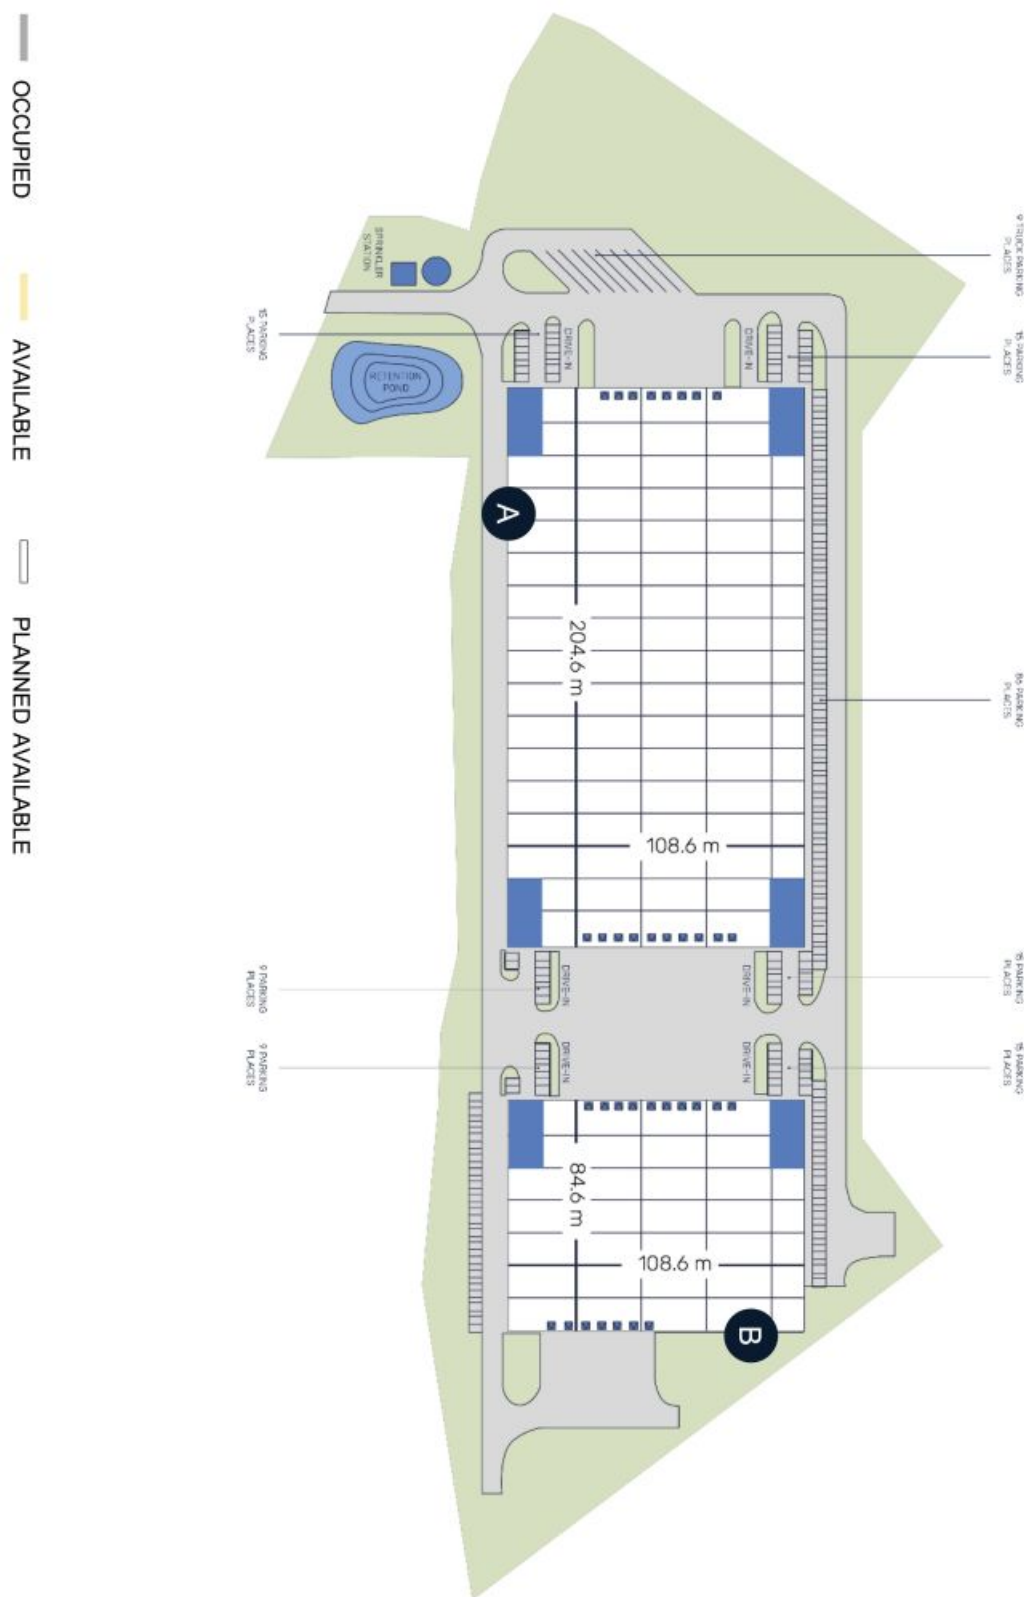 OCCUPIED
AVAILABLE
PLANNED AVAILABLE
9 TRUCK PARKING
PLACES
15 PARKING
PLACES
86 PARKING
PLACES
15 PARKING
PLACES
15 PARKING
PLACES
SPRINKLER
STATION
15 PARKING
PLACES
RETENTION
POND
DRIVE-IN
DRIVE-IN
A
204.6 m
108.6 m
DRIVE-IN
DRIVE-IN
9 PARKING
PLACES
9 PARKING
PLACES
DRIVE-IN
DRIVE-IN
84.6 m
108.6 m
B